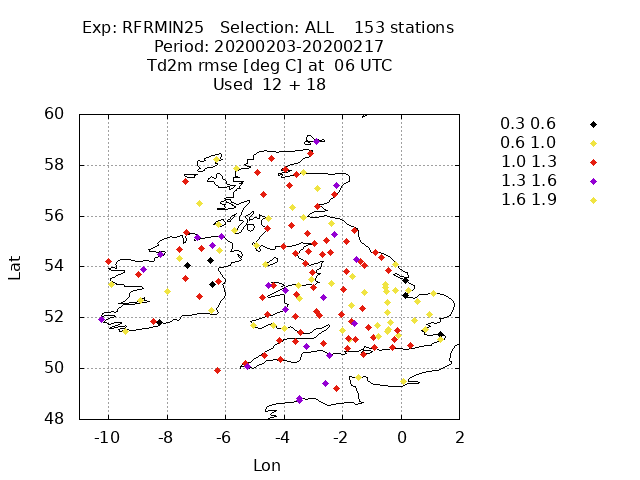 Exp: RFRMIN25   Selection: ALL    153 stations
Period: 20200203-20200217
Td2m rmse [deg C] at  06 UTC
Used  12 + 18
0.3 0.6
0.6 1.0
1.0 1.3
1.3 1.6
1.6 1.9
60
58
56
54
52
50
48
Lat
-10 -8 -6 -4 -2 0 2
Lon